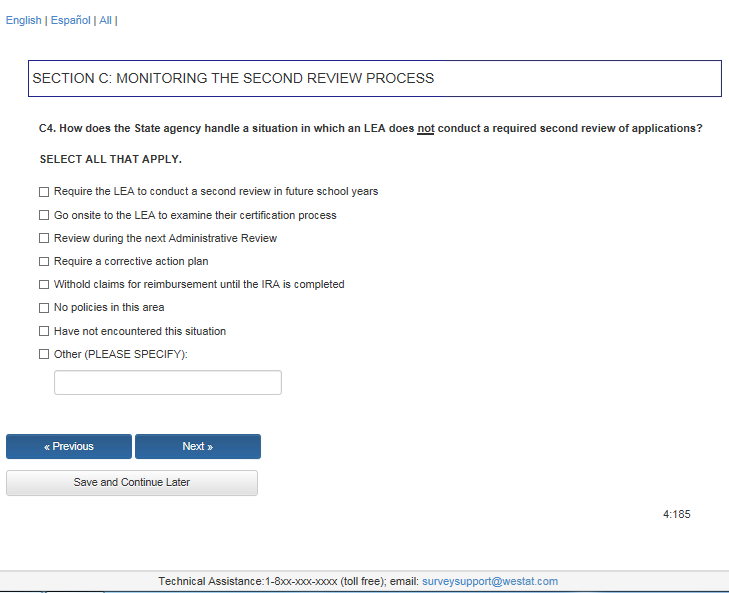 English | Español | All |
SECTION C: MONITORING THE SECOND REVIEW PROCESS
C4. How does the State agency handle a situation in which an LEA does not conduct a required second review of applications?
SELECT ALL THAT APPLY.
Require the LEA to conduct a second review in future school years
Go onsite to the LEA to examine their certification process
Review during the next Administrative Review
Require a corrective action plan
Withold claims for reimbursement until the IRA is completed
No policies in this area
Have not encountered this situation
Other (PLEASE SPECIFY):
« Previous
Next »
Save and Continue Later
4:185
Technical Assistance:1-8xx-xxx-xxxx (toll free); email: surveysupport@westat.com